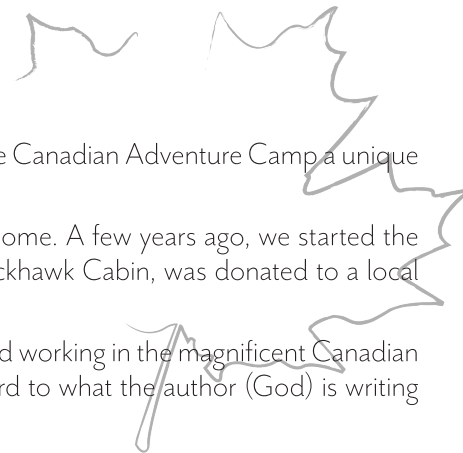 e Canadian Adventure Camp a unique
ome. A few years ago, we started the
ckhawk Cabin, was donated to a local
d working in the magnificent Canadian
rd to what the author (God) is writing